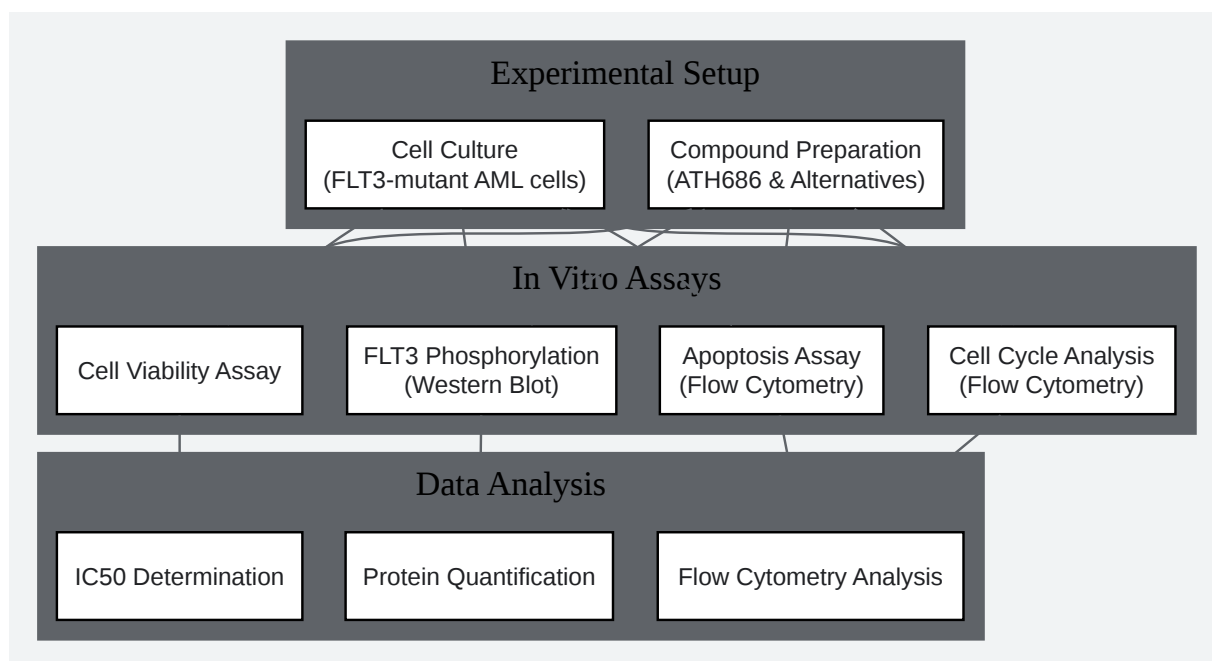 Experimental Setup
Cell Culture
(FLT3-mutant AML cells)
Compound Preparation
(ATH686 & Alternatives)
In Vitro Assays
Cell Viability Assay
FLT3 Phosphorylation
(Western Blot)
Apoptosis Assay
(Flow Cytometry)
Cell Cycle Analysis
(Flow Cytometry)
Data Analysis
IC50 Determination
Protein Quantification
Flow Cytometry Analysis